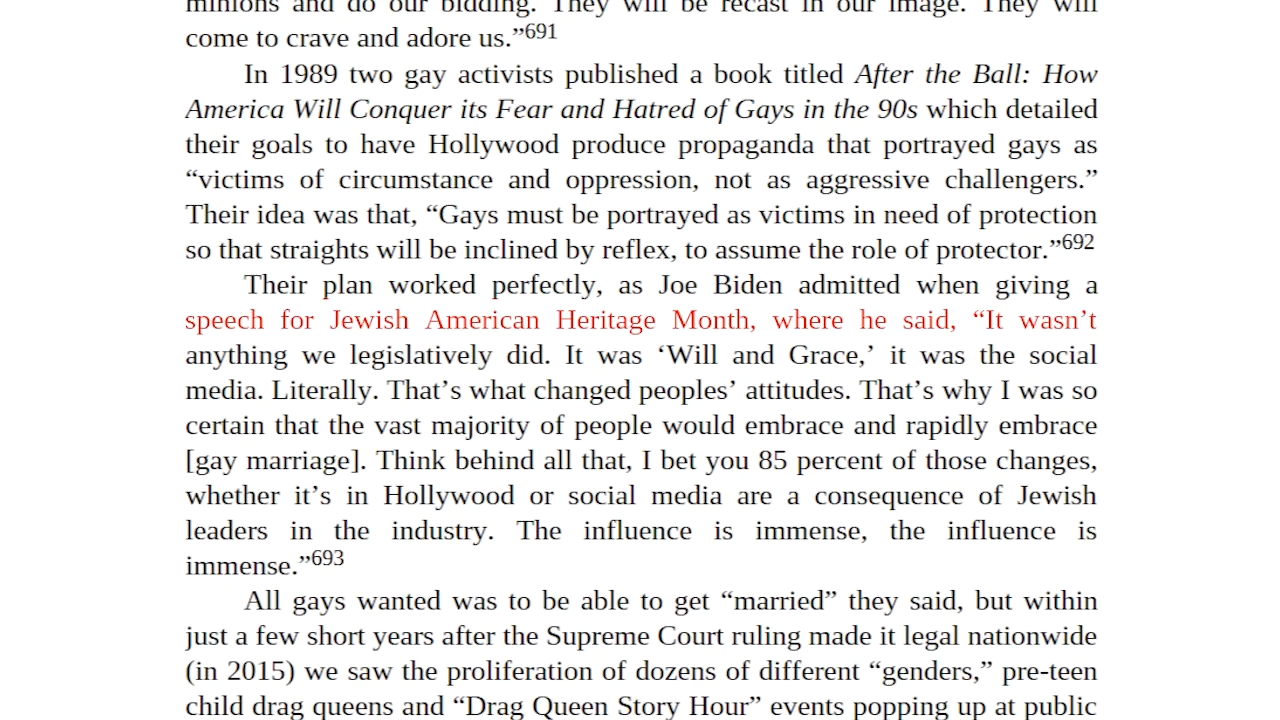 minions and do our bidding. They will be recast in our image. They will
come to crave and adore us.”691
In 1989 two gay activists published a book titled After the Ball: How
America Will Conquer its Fear and Hatred of Gays in the 90s which detailed
their goals to have Hollywood produce propaganda that portrayed gays as
“victims of circumstance and oppression, not as aggressive challengers.”
Their idea was that, “Gays must be portrayed as victims in need of protection
so that straights will be inclined by reflex, to assume the role of protector.”692
Their plan worked perfectly, as Joe Biden admitted when giving a
speech for Jewish American Heritage Month, where he said, “It wasn’t
anything we legislatively did. It was ‘Will and Grace,’ it was the social
media. Literally. That’s what changed peoples’ attitudes. That’s why I was so
certain that the vast majority of people would embrace and rapidly embrace
[gay marriage]. Think behind all that, I bet you 85 percent of those changes,
whether it’s in Hollywood or social media are a consequence of Jewish
leaders in the industry. The influence is immense, the influence is
immense.”693
All gays wanted was to be able to get “married” they said, but within
just a few short years after the Supreme Court ruling made it legal nationwide
(in 2015) we saw the proliferation of dozens of different “genders,” pre-teen
child drag queens and “Drag Queen Story Hour” events popping up at public